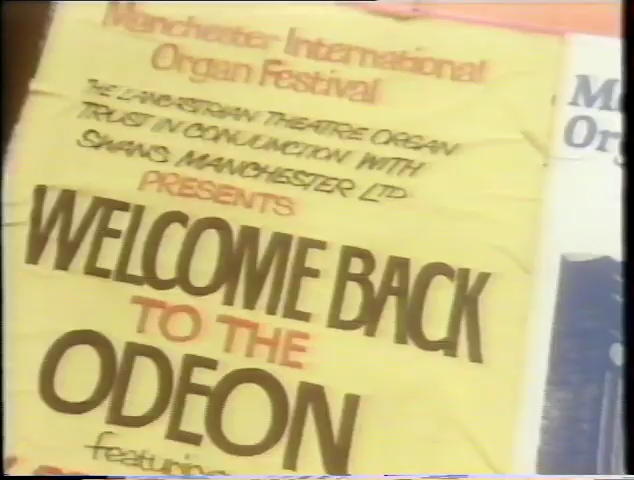 Manchester International
Organ Festival
THE LANCASTRIAN THEATRE ORGAN
TRUST IN CONJUNCTION WITH
SWANS MANCHESTER LTD
PRESENTS
WELCOME BACK
TO THE
ODEON
featuring